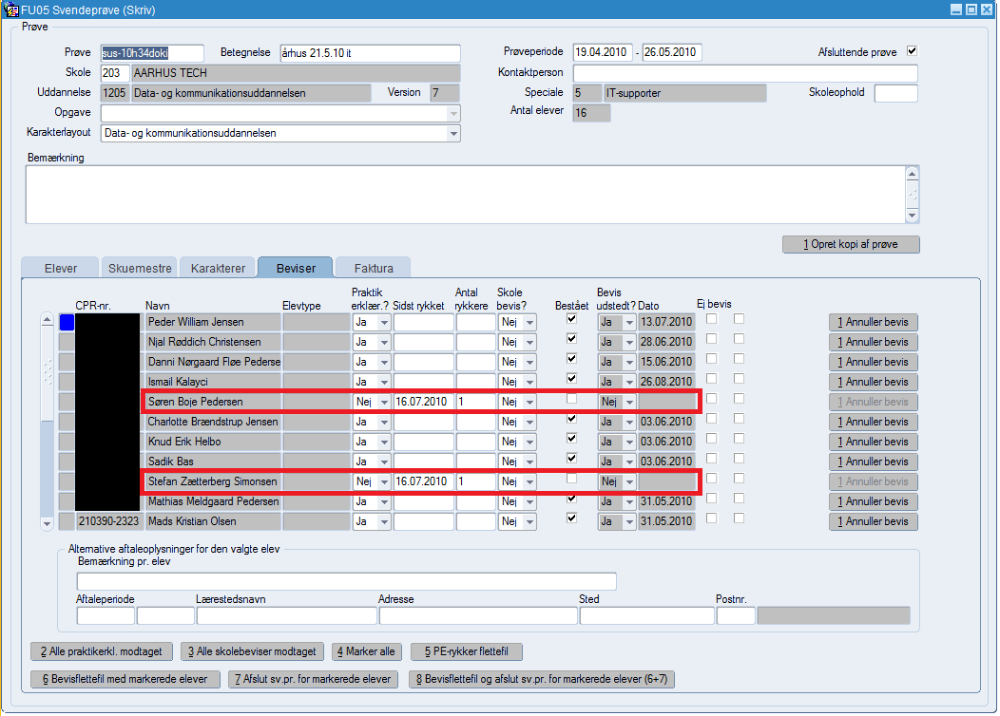 FU05 Svendeprøve (Skriv)
Prøve
Prøve sus-10h34doki Betegnelse århus 21.5.10 it Prøveperiode 19.04.2010 - 26.05.2010 Afsluttende prøve
Skole 203 AARHUS TECH Kontaktperson
Uddannelse 1205 Data- og kommunikationsuddannelsen Version 7 Speciale 5 IT-supporter Skoleophold
Opgave Antal elever 16
Karakterlayout Data- og kommunikationsuddannelsen
Bemærkning
1 Opret kopi af prøve
Elever Skuemestre Karakterer Beviser Faktura
Praktik Antal Skole Bevis Ej bevis
CPR-nr. Navn Elevtype erklær.? Sidst rykket rykkere bevis? Bestået udstedt? Dato
Peder William Jensen Ja Nej Ja 13.07.2010 1 Annuller bevis
Njal Røddich Christensen Ja Nej Ja 28.06.2010 1 Annuller bevis
Danni Nørgaard Fløe Pederse Ja Nej Ja 15.06.2010 1 Annuller bevis
Ismail Kalayci Ja Nej Ja 26.08.2010 1 Annuller bevis
Søren Boje Pedersen Nej 16.07.2010 1 Nej Nej 1 Annuller bevis
Charlotte Brændstrup Jensen Ja Nej Ja 03.06.2010 1 Annuller bevis
Knud Erik Helbo Ja Nej Ja 03.06.2010 1 Annuller bevis
Sadik Bas Ja Nej Ja 03.06.2010 1 Annuller bevis
Stefan Zætterberg Simonsen Nej 16.07.2010 1 Nej Nej 1 Annuller bevis
Mathias Meldgaard Pedersen Ja Nej Ja 31.05.2010 1 Annuller bevis
210390-2323 Mads Kristian Olsen Ja Nej Ja 31.05.2010 1 Annuller bevis
Alternative aftaleoplysninger for den valgte elev
Bemærkning pr. elev
Aftaleperiode Lærestedsnavn Adresse Sted Postnr.
2 Alle praktikerkl. modtaget 3 Alle skolebeviser modtaget 4 Marker alle 5 PE-rykker flettefil
6 Bevisflettefil med markerede elever 7 Afslut sv.pr. for markerede elever 8 Bevisflettefil og afslut sv.pr. for markerede elever (6+7)